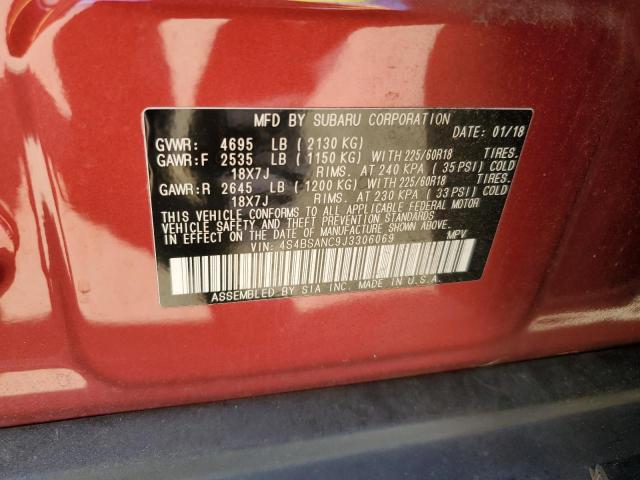 MFD BY SUBARU CORPORATION
DATE: 01/18
GVWR: 4695 LB (2130 KG)
GAWR:F 2535 LB (1150 KG) WITH 225/60R18 TIRES.
18X7J RIMS. AT 240 KPA (35 PSI) COLD
GAWR:R 2645 LB (1200 KG) WITH 225/60R18 TIRES.
18X7J RIMS. AT 230 KPA (33 PSI) COLD
THIS VEHICLE CONFORMS TO ALL APPLICABLE FEDERAL MOTOR
VEHICLE SAFETY AND THEFT PREVENTION STANDARDS IN
EFFECT ON THE DATE OF MANUFACTURE SHOWN ABOVE.
VIN: 4S4BSANC9J3306069 MPV
ASSEMBLED BY SIA INC. MADE IN U.S.A.